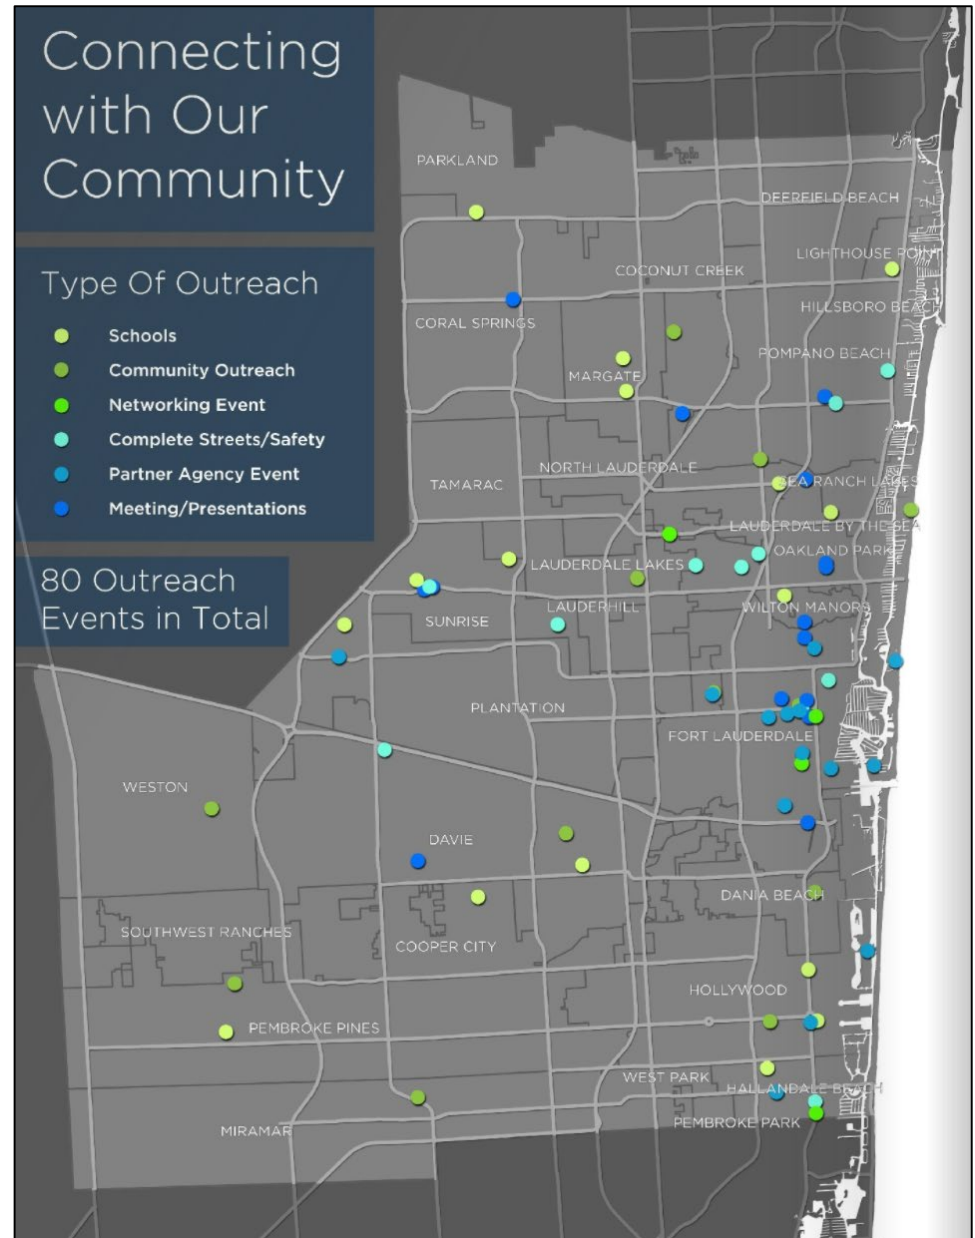 Connecting
with Our
Community
Type Of Outreach
Schools
Community Outreach
Networking Event
Complete Streets/Safety
Partner Agency Event
Meeting/Presentations
80 Outreach
Events in Total
PARKLAND
DEERFIELD BEACH
LIGHTHOUSE POINT
COCONUT CREEK
HILLSBORO BEACH
CORAL SPRINGS
POMPANO BEACH
MARGATE
NORTH LAUDERDALE
TAMARAC
SEA RANCH LAKES
LAUDERDALE BY THE SEA
OAKLAND PARK
LAUDERDALE LAKES
LAUDERHILL
WILTON MANORS
SUNRISE
PLANTATION
FORT LAUDERDALE
WESTON
DAVIE
DANIA BEACH
SOUTHWEST RANCHES
COOPER CITY
HOLLYWOOD
PEMBROKE PINES
WEST PARK
HALLANDALE BEACH
PEMBROKE PARK
MIRAMAR